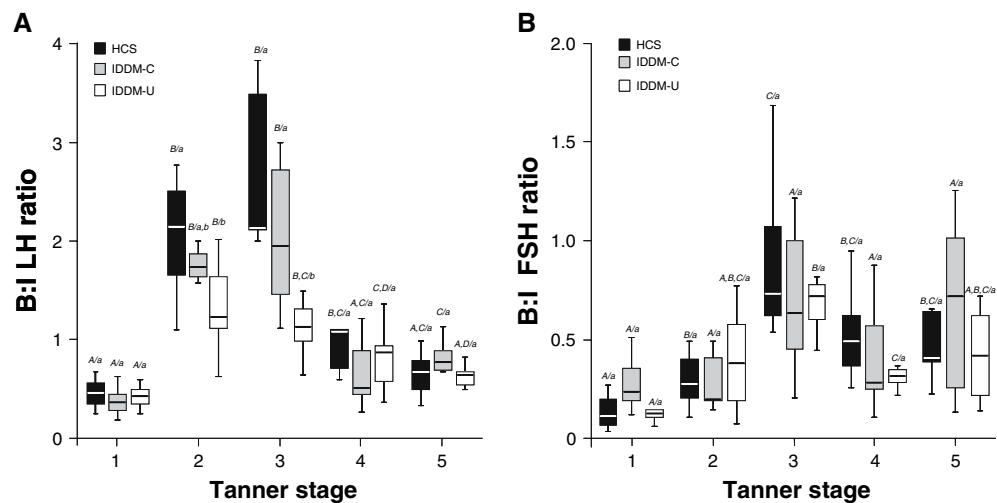 A
B:I LH ratio
4
3
2
1
0
HCS
IDDM-C
IDDM-U
A/a
A/a
A/a
B/a
B/a,b
B/b
B/a
B/a
B,C/b
B,C/a
A,C/a
C,D/a
A,C/a
C/a
A,D/a
1 2 3 4 5
Tanner stage
B
B:I FSH ratio
2.0
1.5
1.0
0.5
0
HCS
IDDM-C
IDDM-U
A/a
A/a
A/a
B/a
A/a
A,B,C/a
C/a
A/a
B/a
B,C/a
A/a
C/a
B,C/a
A/a
A,B,C/a
1 2 3 4 5
Tanner stage